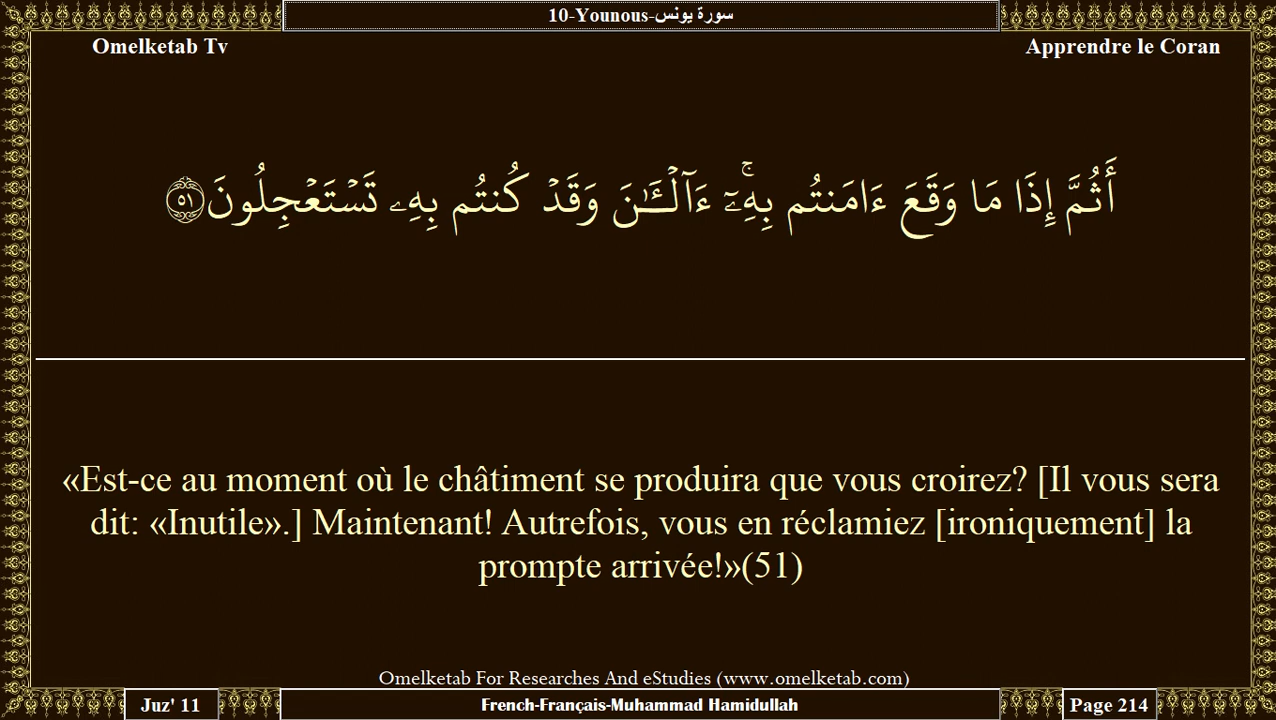 10-Younous-سورة يونس
Omelketab Tv
Apprendre le Coran
أَثُمَّ إِذَا مَا وَقَعَ ءَامَنتُم بِهِۦٓۚ ءَآلۡـَٰٔنَ وَقَدۡ كُنتُم بِهِۦ تَسۡتَعۡجِلُونَ ٥١
«Est-ce au moment où le châtiment se produira que vous croirez? [Il vous sera
dit: «Inutile».] Maintenant! Autrefois, vous en réclamiez [ironiquement] la
prompte arrivée!»(51)
Omelketab For Researches And eStudies (www.omelketab.com)
Juz' 11
French-Français-Muhammad Hamidullah
Page 214